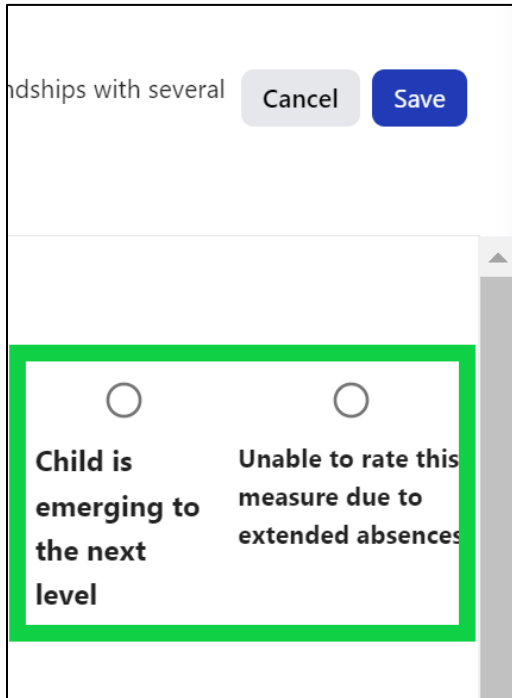 ndships with several
Cancel
Save
Child is
emerging to
the next
level
Unable to rate this
measure due to
extended absences